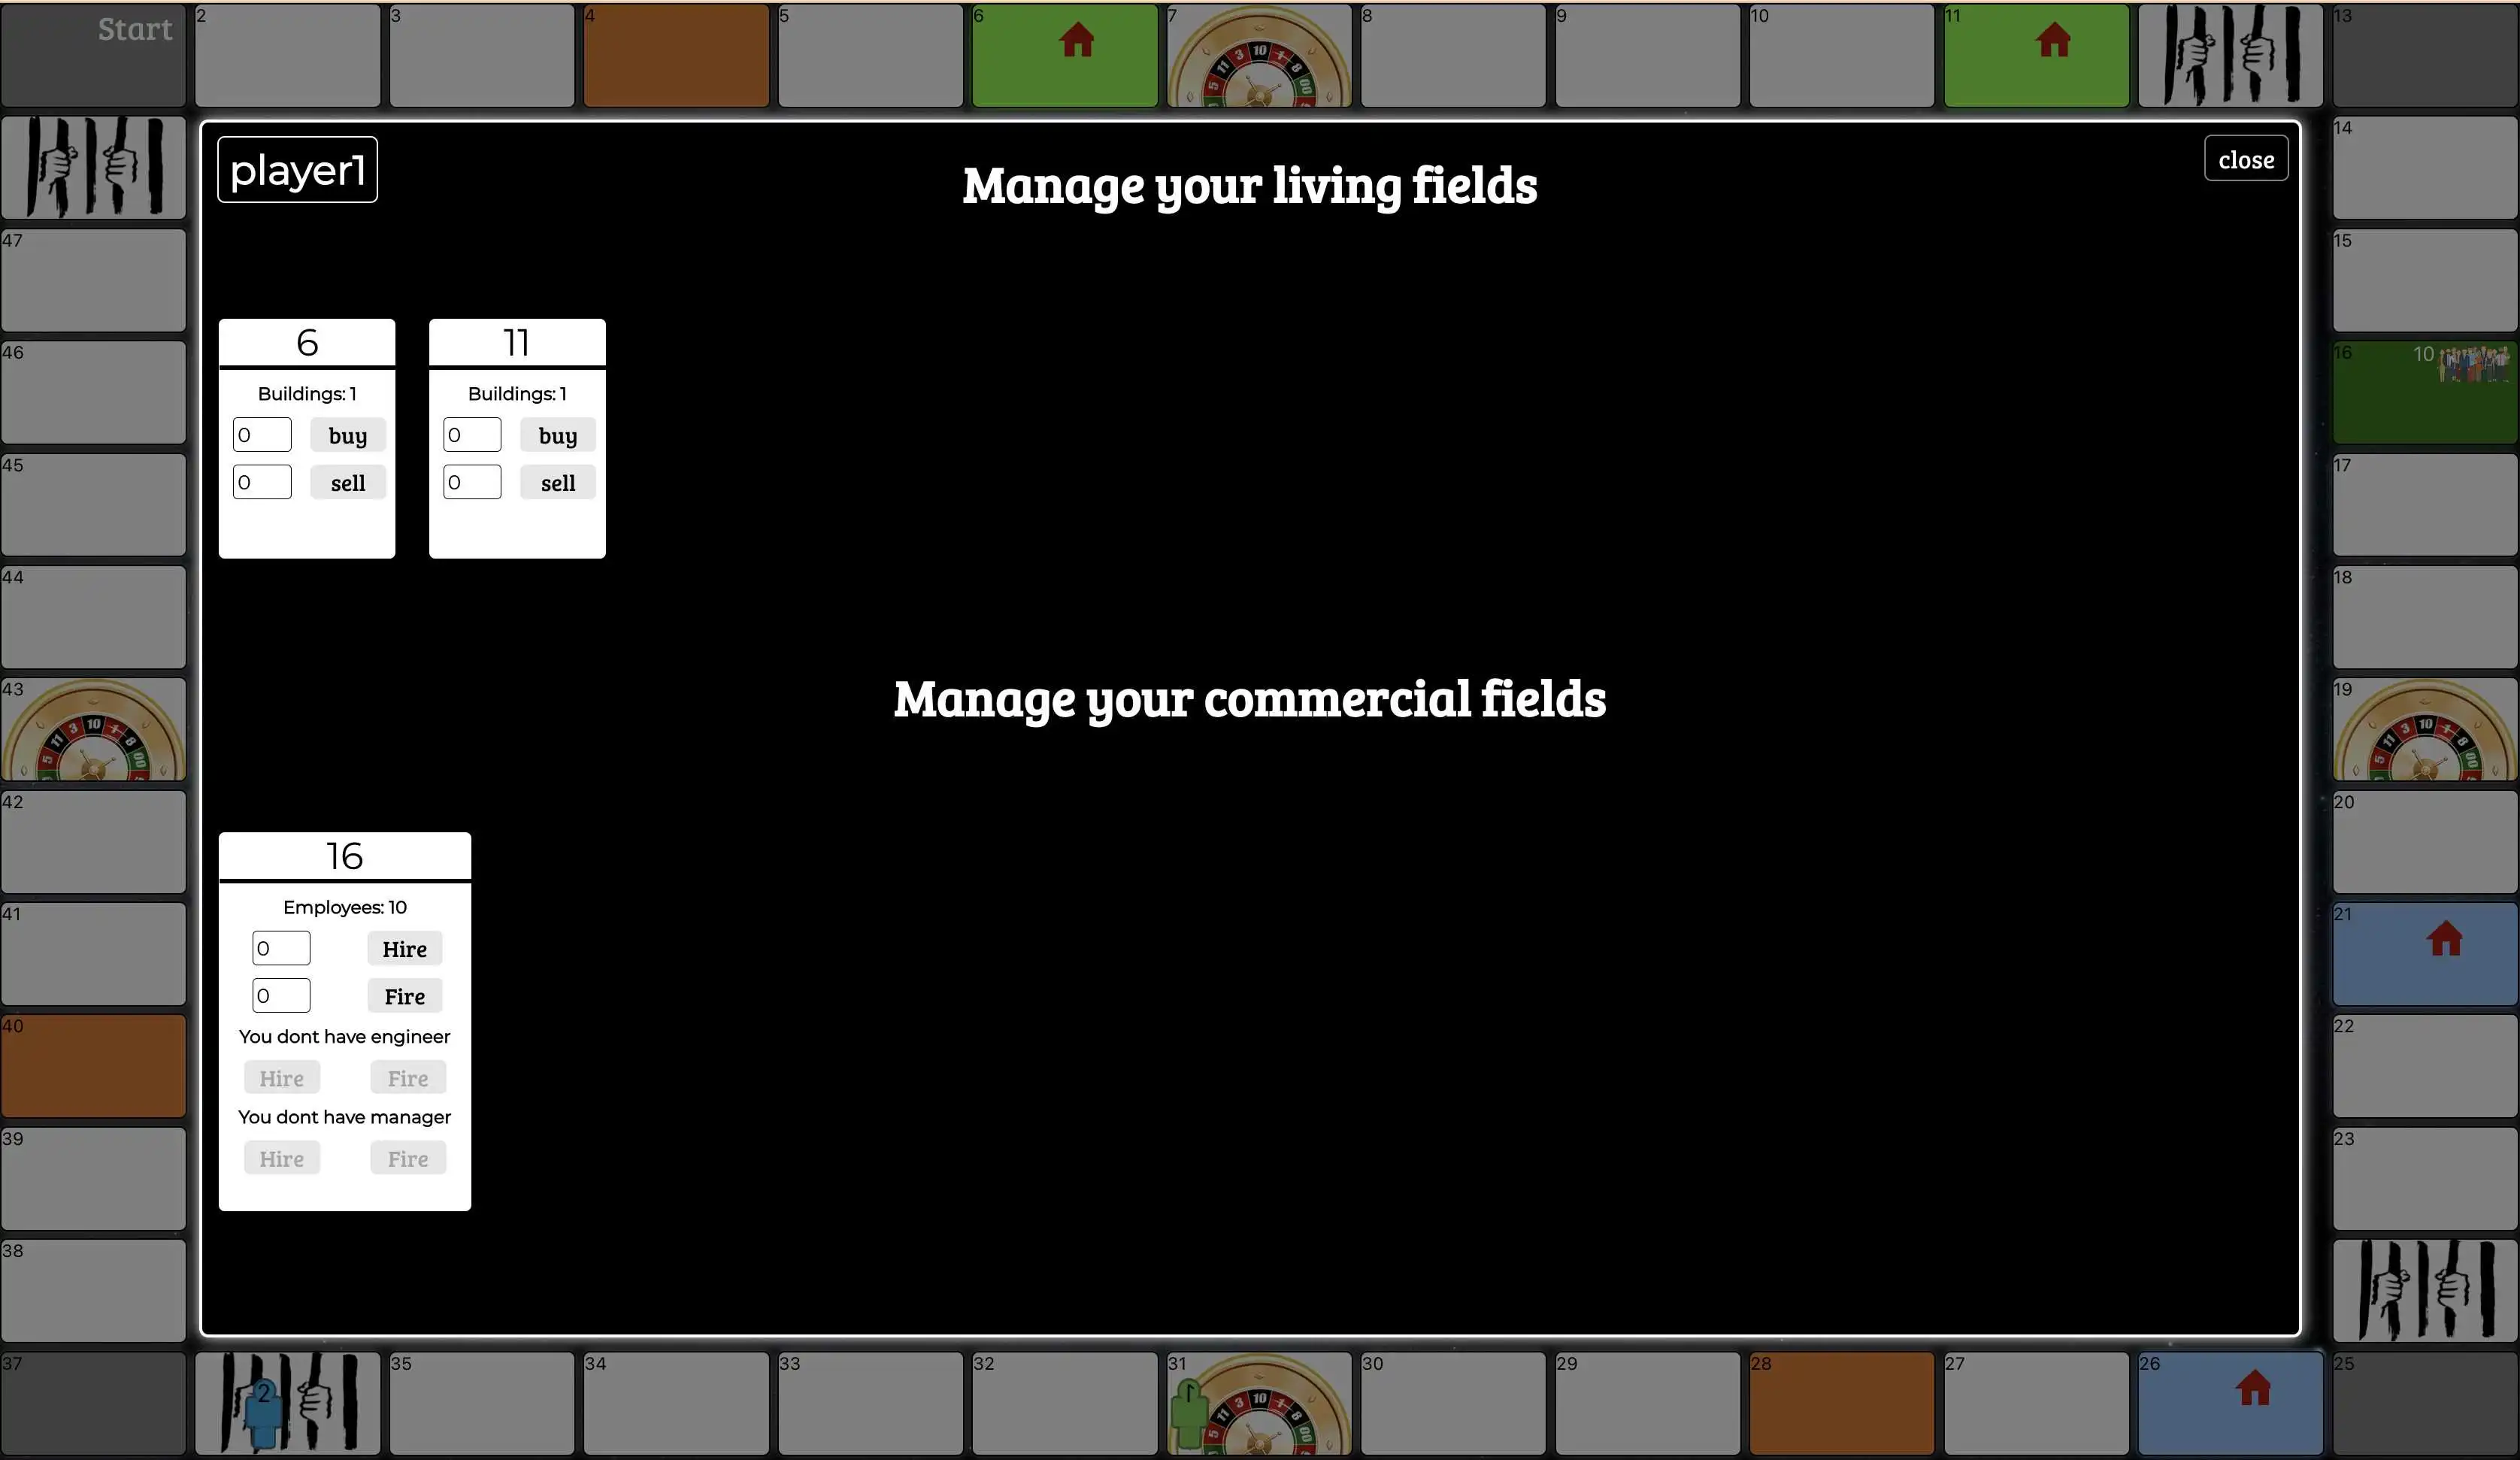 Start
2
3
4
5
6
7
8
9
10
11
13
player1
Manage your living fields
close
14
47
15
46
16
10
6
11
Buildings: 1
Buildings: 1
0
buy
0
buy
0
sell
0
sell
45
17
44
18
43
19
Manage your commercial fields
42
20
16
Employees: 10
0
Hire
0
Fire
You dont have engineer
Hire
Fire
You dont have manager
Hire
Fire
41
21
40
22
39
23
38
37
2
35
34
33
32
31
1
30
29
28
27
26
25